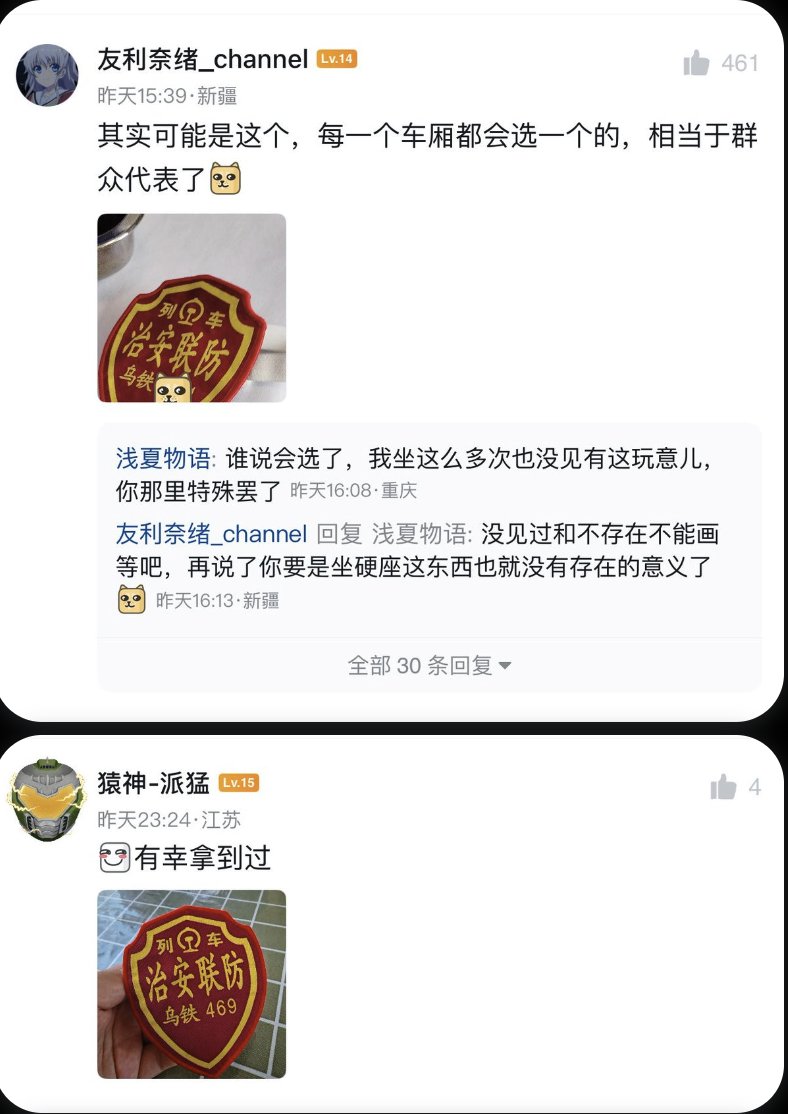 友利奈绪_channel Lv.14
461
昨天15:39·新疆
其实可能是这个，每一个车厢都会选一个的，相当于群
众代表了
列 车
治安联防
乌铁
浅夏物语: 谁说会选了，我坐这么多次也没见有这玩意儿，
你那里特殊罢了 昨天16:08·重庆
友利奈绪_channel 回复 浅夏物语: 没见过和不存在不能画
等吧，再说了你要是坐硬座这东西也就没有存在的意义了
昨天16:13·新疆
全部 30 条回复
猿神-派猛 Lv.15
4
昨天23:24·江苏
有幸拿到过
列 车
治安联防
乌铁 469